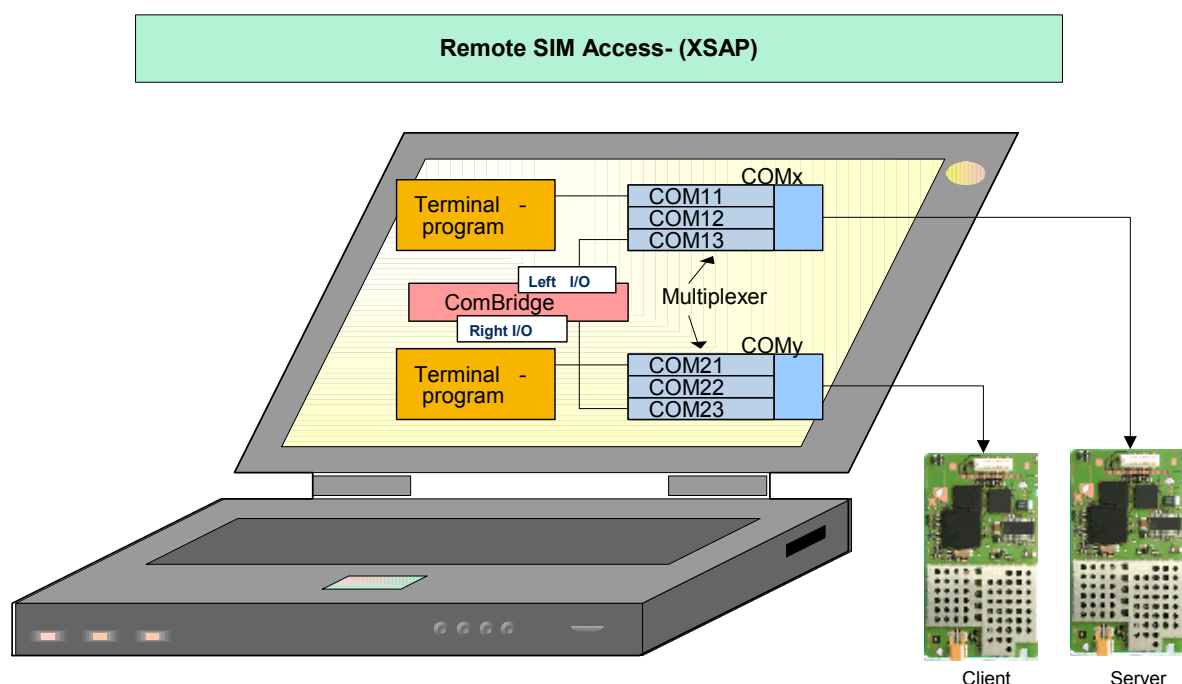 Remote SIM Access- (XSAP)
COMx
Terminal -
program
COM11
COM12
COM13
Left I/O
ComBridge
Multiplexer
Right I/O
COMy
Terminal -
program
COM21
COM22
COM23
Client
Server